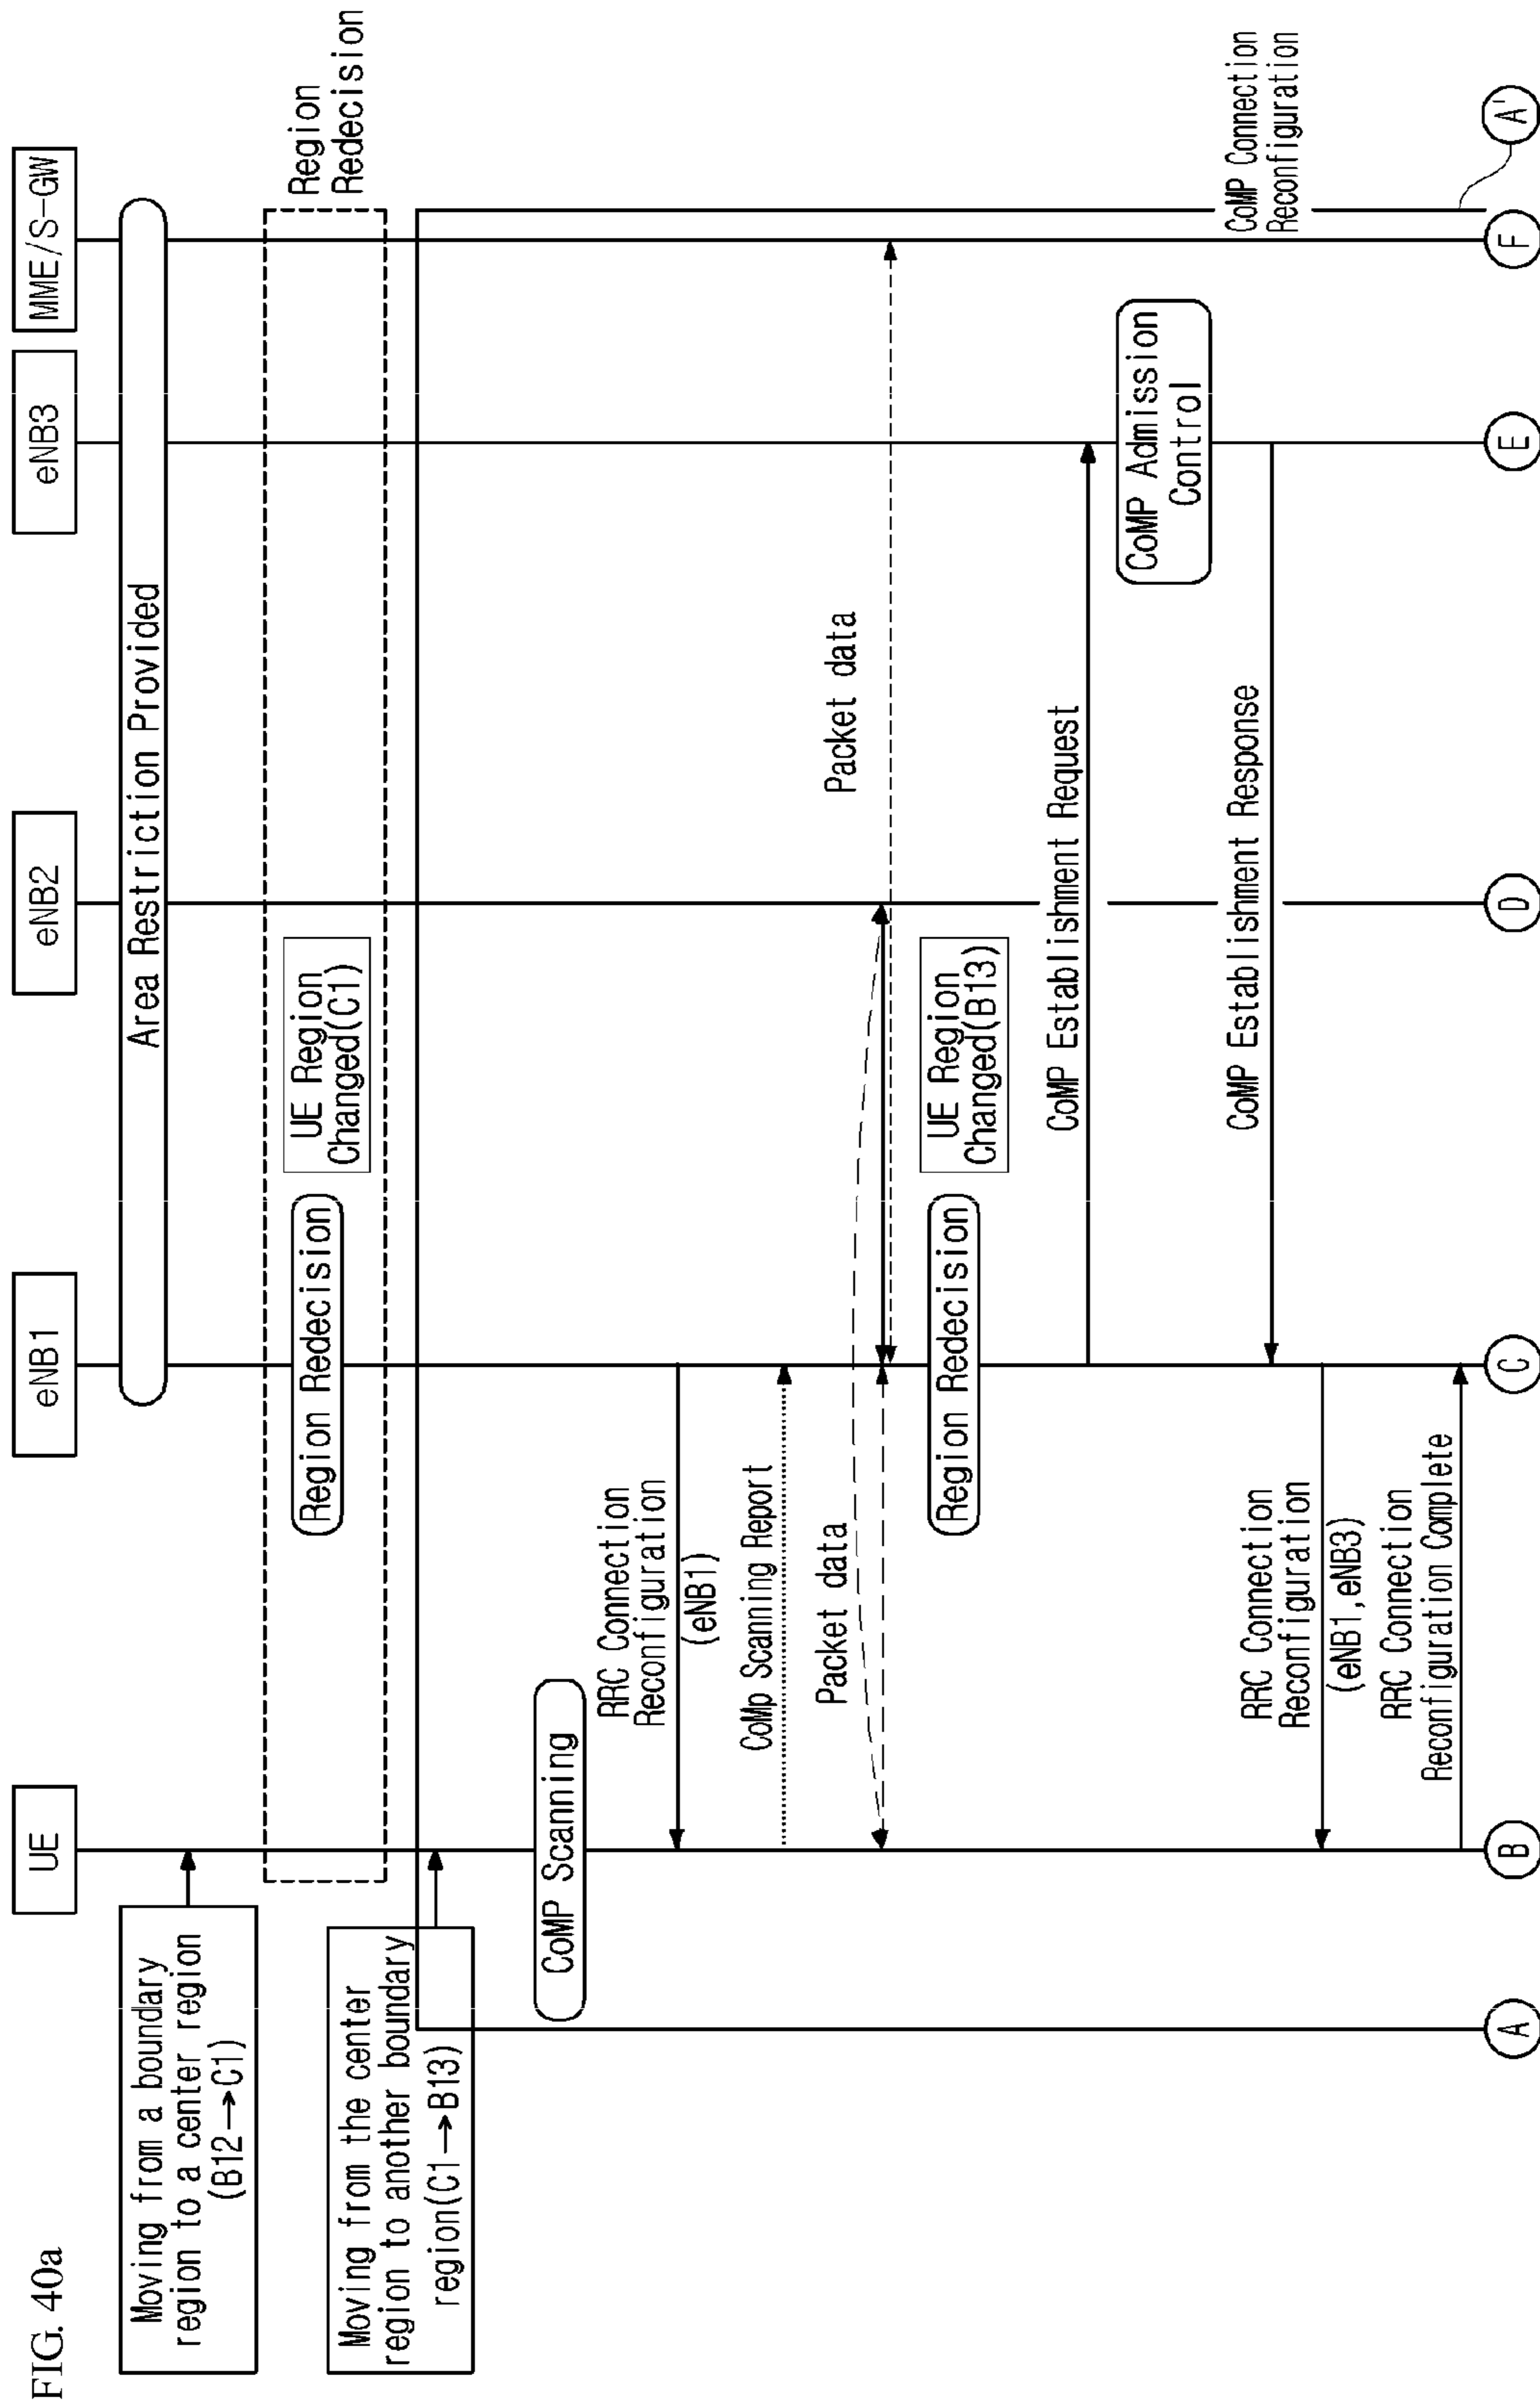 FIG. 40a
UE
eNB1
eNB2
eNB3
MME/S-GW
Moving from a boundary
region to a center region
(B12→C1)
Area Restriction Provided
Region Redecision
UE Region
Changed(C1)
Region
Redecision
Moving from the center
region to another boundary
region(C1→B13)
CoMP Scanning
RRC Connection
Reconfiguration
(eNB1)
CoMp Scanning Report
Packet data
Packet data
Region Redecision
UE Region
Changed(B13)
CoMP Establishment Request
CoMP Admission
Control
CoMP Establishment Response
CoMP Connection
Reconfiguration
RRC Connection
Reconfiguration
(eNB1,eNB3)
RRC Connection
Reconfiguration Complete
A
B
C
D
E
F
A'